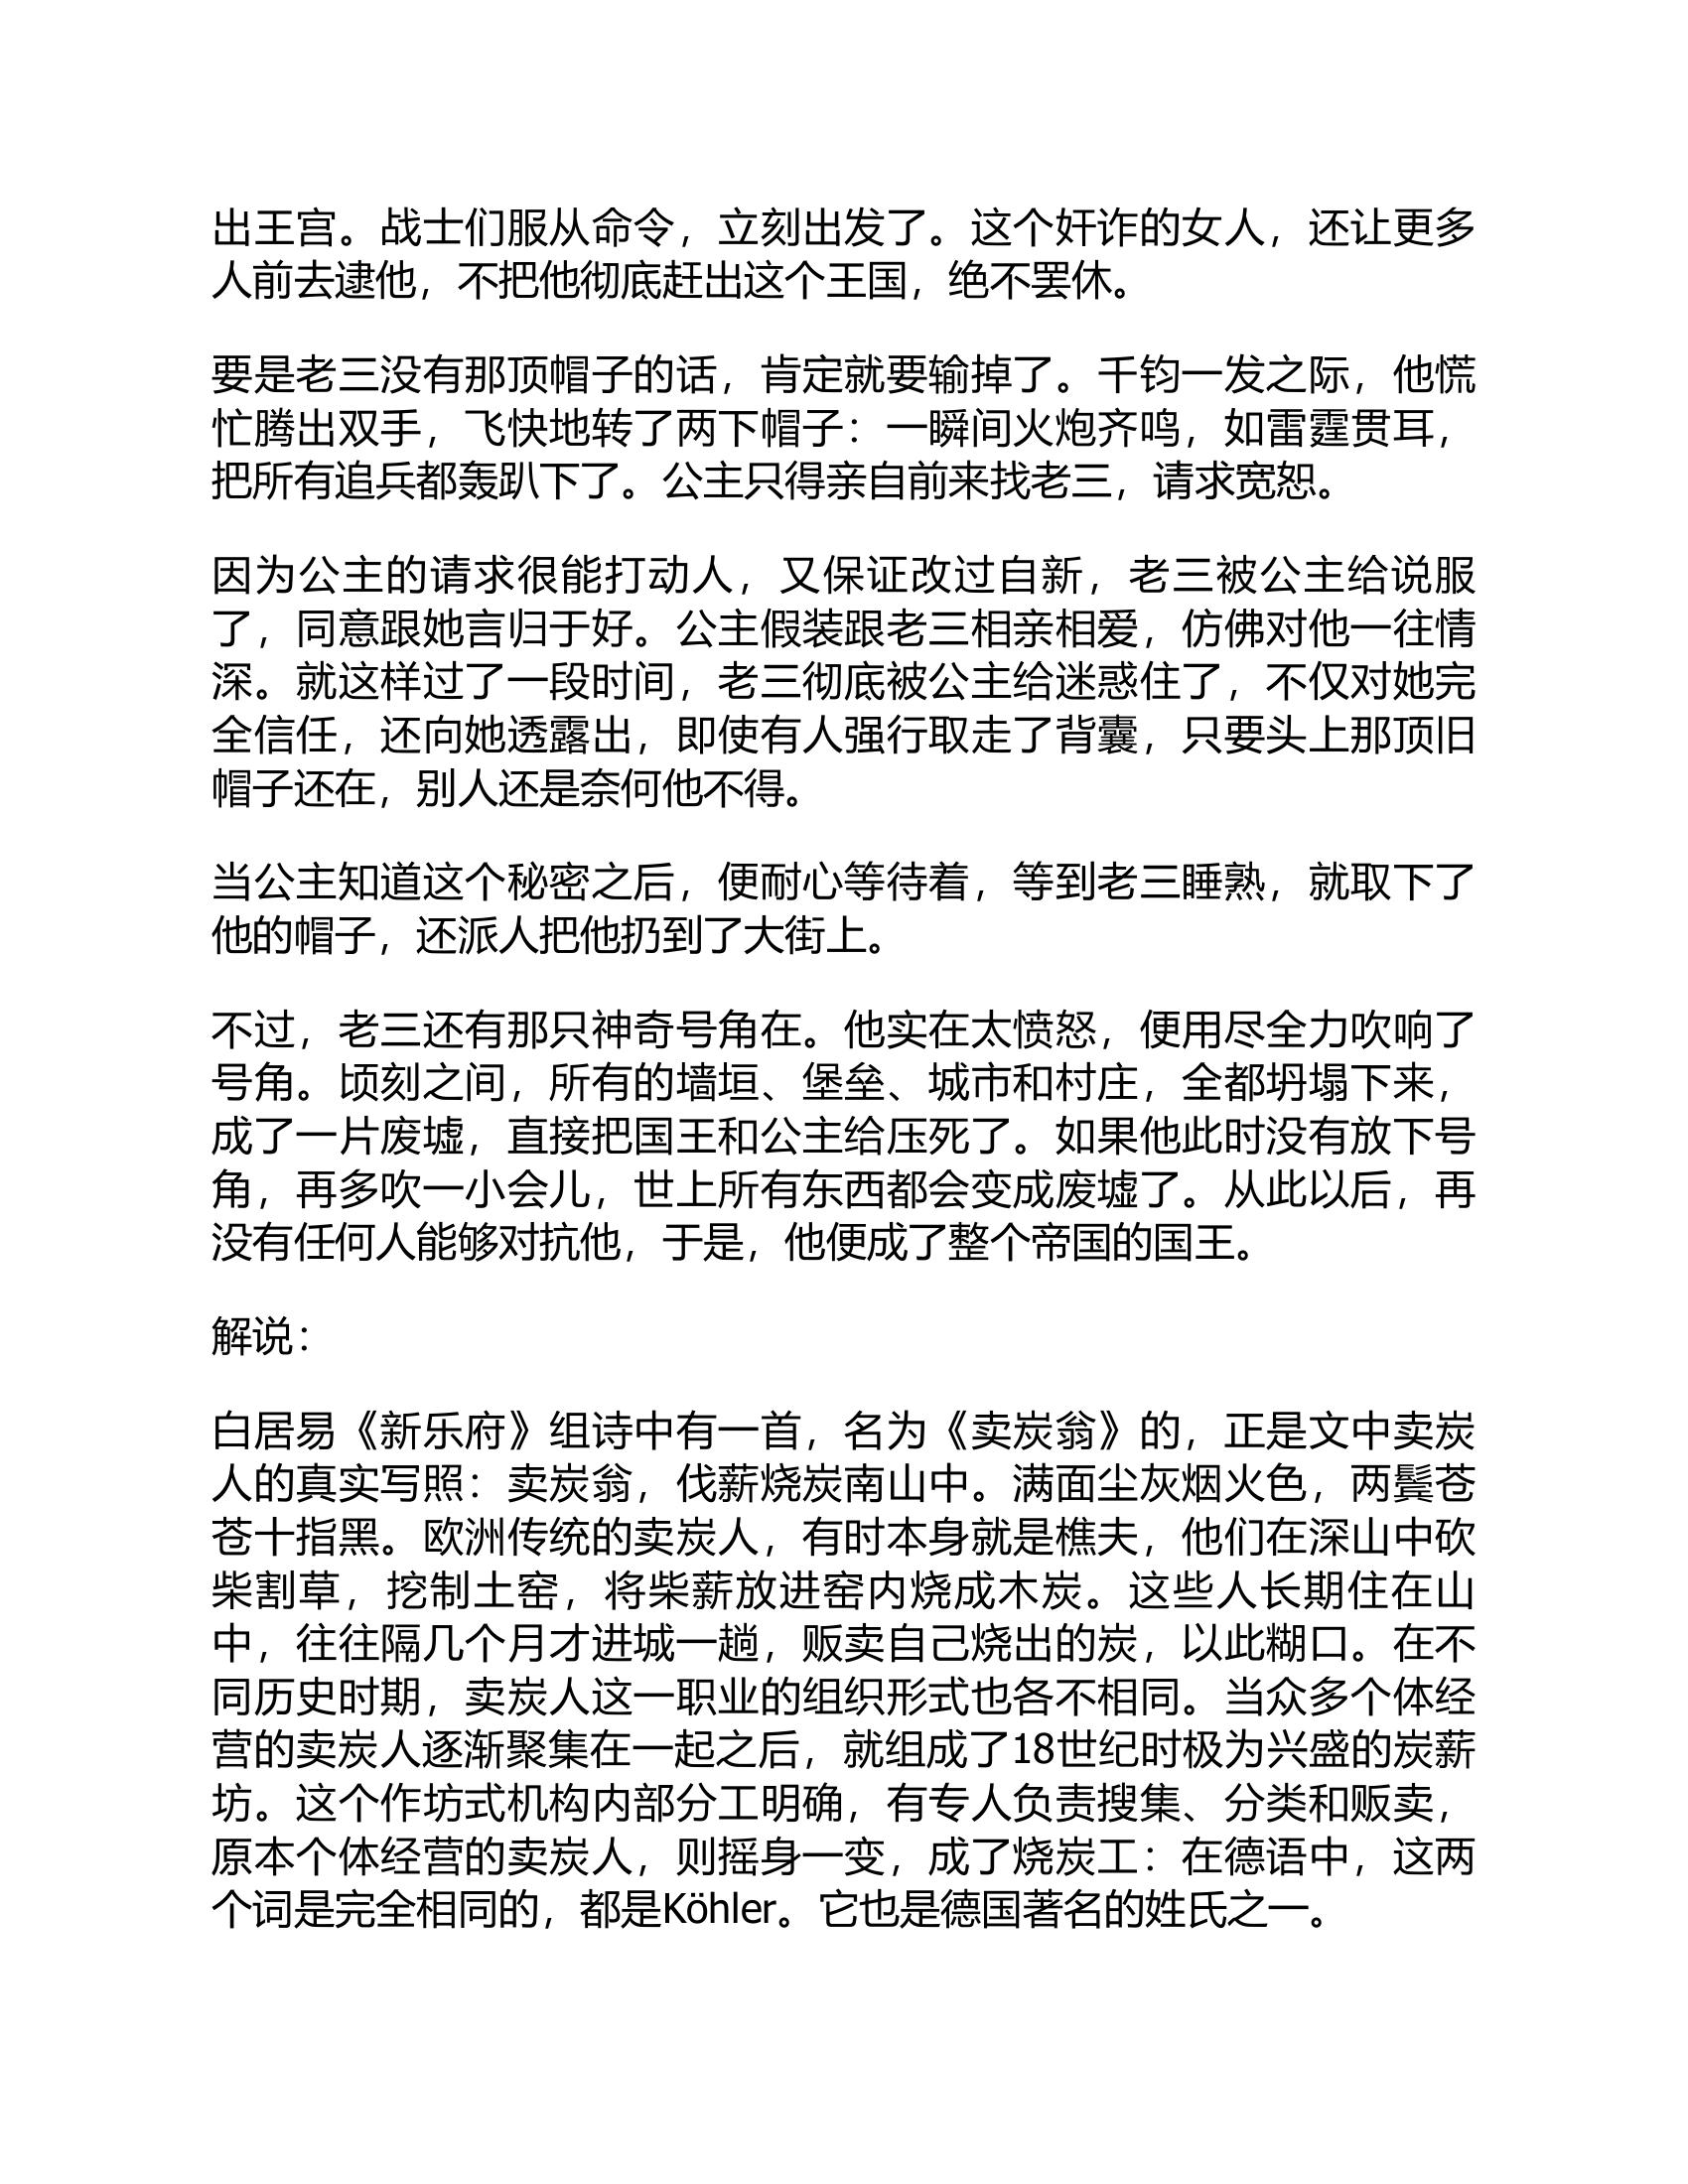 出王宫。战士们服从命令，立刻出发了。这个奸诈的女人，还让更多
人前去逮他，不把他彻底赶出这个王国，绝不罢休。
要是老三没有那顶帽子的话，肯定就要输掉了。千钧一发之际，他慌
忙腾出双手，飞快地转了两下帽子：一瞬间火炮齐鸣，如雷霆贯耳，
把所有追兵都轰趴下了。公主只得亲自前来找老三，请求宽恕。
因为公主的请求很能打动人，又保证改过自新，老三被公主给说服
了，同意跟她言归于好。公主假装跟老三相亲相爱，仿佛对他一往情
深。就这样过了一段时间，老三彻底被公主给迷惑住了，不仅对她完
全信任，还向她透露出，即使有人强行取走了背囊，只要头上那顶旧
帽子还在，别人还是奈何他不得。
当公主知道这个秘密之后，便耐心等待着，等到老三睡熟，就取下了
他的帽子，还派人把他扔到了大街上。
不过，老三还有那只神奇号角在。他实在太愤怒，便用尽全力吹响了
号角。顷刻之间，所有的墙垣、堡垒、城市和村庄，全都坍塌下来，
成了一片废墟，直接把国王和公主给压死了。如果他此时没有放下号
角，再多吹一小会儿，世上所有东西都会变成废墟了。从此以后，再
没有任何人能够对抗他，于是，他便成了整个帝国的国王。
解说：
白居易《新乐府》组诗中有一首，名为《卖炭翁》的，正是文中卖炭
人的真实写照：卖炭翁，伐薪烧炭南山中。满面尘灰烟火色，两鬓苍
苍十指黑。欧洲传统的卖炭人，有时本身就是樵夫，他们在深山中砍
柴割草，挖制土窑，将柴薪放进窑内烧成木炭。这些人长期住在山
中，往往隔几个月才进城一趟，贩卖自己烧出的炭，以此糊口。在不
同历史时期，卖炭人这一职业的组织形式也各不相同。当众多个体经
营的卖炭人逐渐聚集在一起之后，就组成了18世纪时极为兴盛的炭薪
坊。这个作坊式机构内部分工明确，有专人负责搜集、分类和贩卖，
原本个体经营的卖炭人，则摇身一变，成了烧炭工：在德语中，这两
个词是完全相同的，都是Köhler。它也是德国著名的姓氏之一。